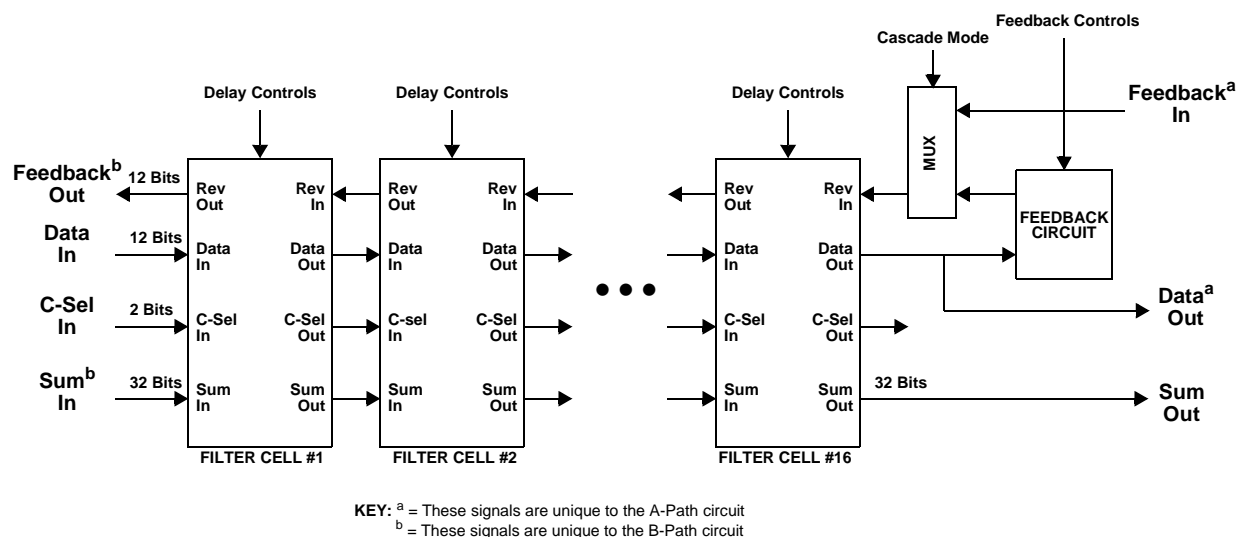 Feedback Controls
Cascade Mode
Delay Controls
Delay Controls
Delay Controls
Feedback^a
In
MUX
FEEDBACK
CIRCUIT
Feedback^b
Out
12 Bits
Rev
Out
Rev
In
Rev
Out
Rev
In
Rev
Out
Rev
In
Data
In
12 Bits
Data
In
Data
Out
Data
In
Data
Out
Data
In
Data
Out
Data^a
Out
C-Sel
In
2 Bits
C-Sel
In
C-Sel
Out
C-sel
In
C-Sel
Out
C-Sel
In
C-Sel
Out
Sum^b
In
32 Bits
Sum
In
Sum
Out
Sum
In
Sum
Out
Sum
In
Sum
Out
32 Bits
Sum
Out
FILTER CELL #1
FILTER CELL #2
FILTER CELL #16
KEY: ^a = These signals are unique to the A-Path circuit
^b = These signals are unique to the B-Path circuit